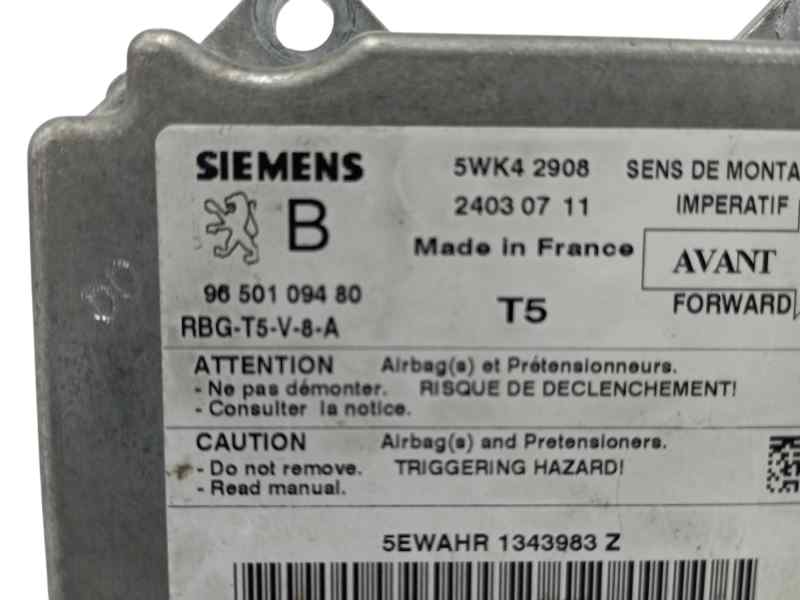 SIEMENS 5WK4 2908 SENS DE MONTA
B 2403 07 11 IMPERATIF
Made in France AVANT
96 501 094 80 T5 FORWARD
RBG-T5-V-8-A
ATTENTION Airbag(s) et Prétensionneurs.
- Ne pas démonter. RISQUE DE DECLENCHEMENT!
- Consulter la notice.
CAUTION Airbag(s) and Pretensioners.
- Do not remove. TRIGGERING HAZARD!
- Read manual.
5EWAHR 1343983 Z